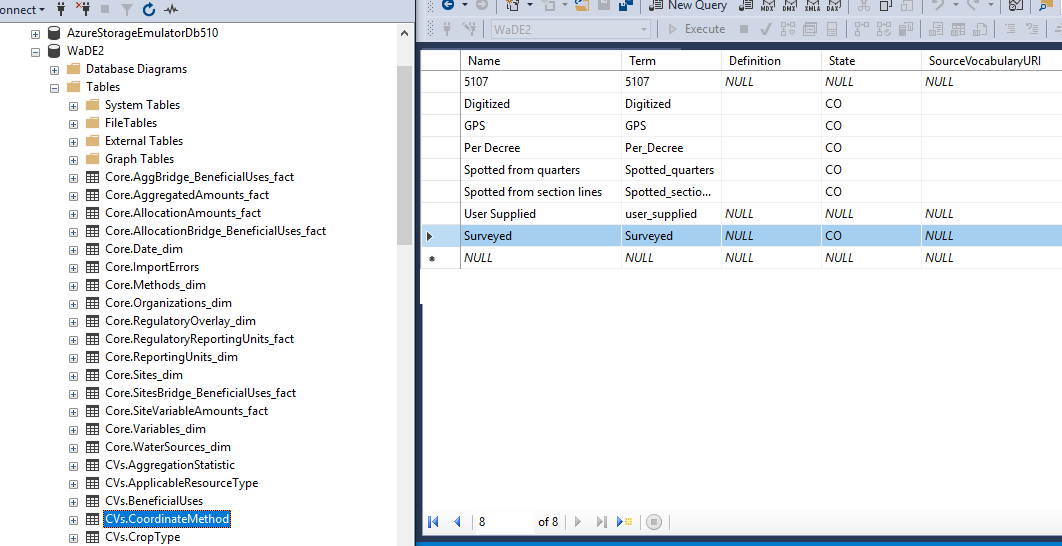 onnect
New Query
MDX
DMX
XMLA
DAX
WaDE2
Execute
AzureStorageEmulatorDb510
WaDE2
Database Diagrams
Tables
System Tables
FileTables
External Tables
Graph Tables
Core.AggBridge_BeneficialUses_fact
Core.AggregatedAmounts_fact
Core.AllocationAmounts_fact
Core.AllocationBridge_BeneficialUses_fact
Core.Date_dim
Core.ImportErrors
Core.Methods_dim
Core.Organizations_dim
Core.RegulatoryOverlay_dim
Core.RegulatoryReportingUnits_fact
Core.ReportingUnits_dim
Core.Sites_dim
Core.SitesBridge_BeneficialUses_fact
Core.SiteVariableAmounts_fact
Core.Variables_dim
Core.WaterSources_dim
CVs.AggregationStatistic
CVs.ApplicableResourceType
CVs.BeneficialUses
CVs.CoordinateMethod
CVs.CropType
Name Term Definition State SourceVocabularyURI
5107 5107 NULL NULL NULL
Digitized Digitized CO
GPS GPS CO
Per Decree Per_Decree CO
Spotted from quarters Spotted_quarters CO
Spotted from section lines Spotted_sectio... CO
User Supplied user_supplied NULL NULL NULL
Surveyed Surveyed NULL CO NULL
NULL NULL NULL NULL NULL
8 of 8